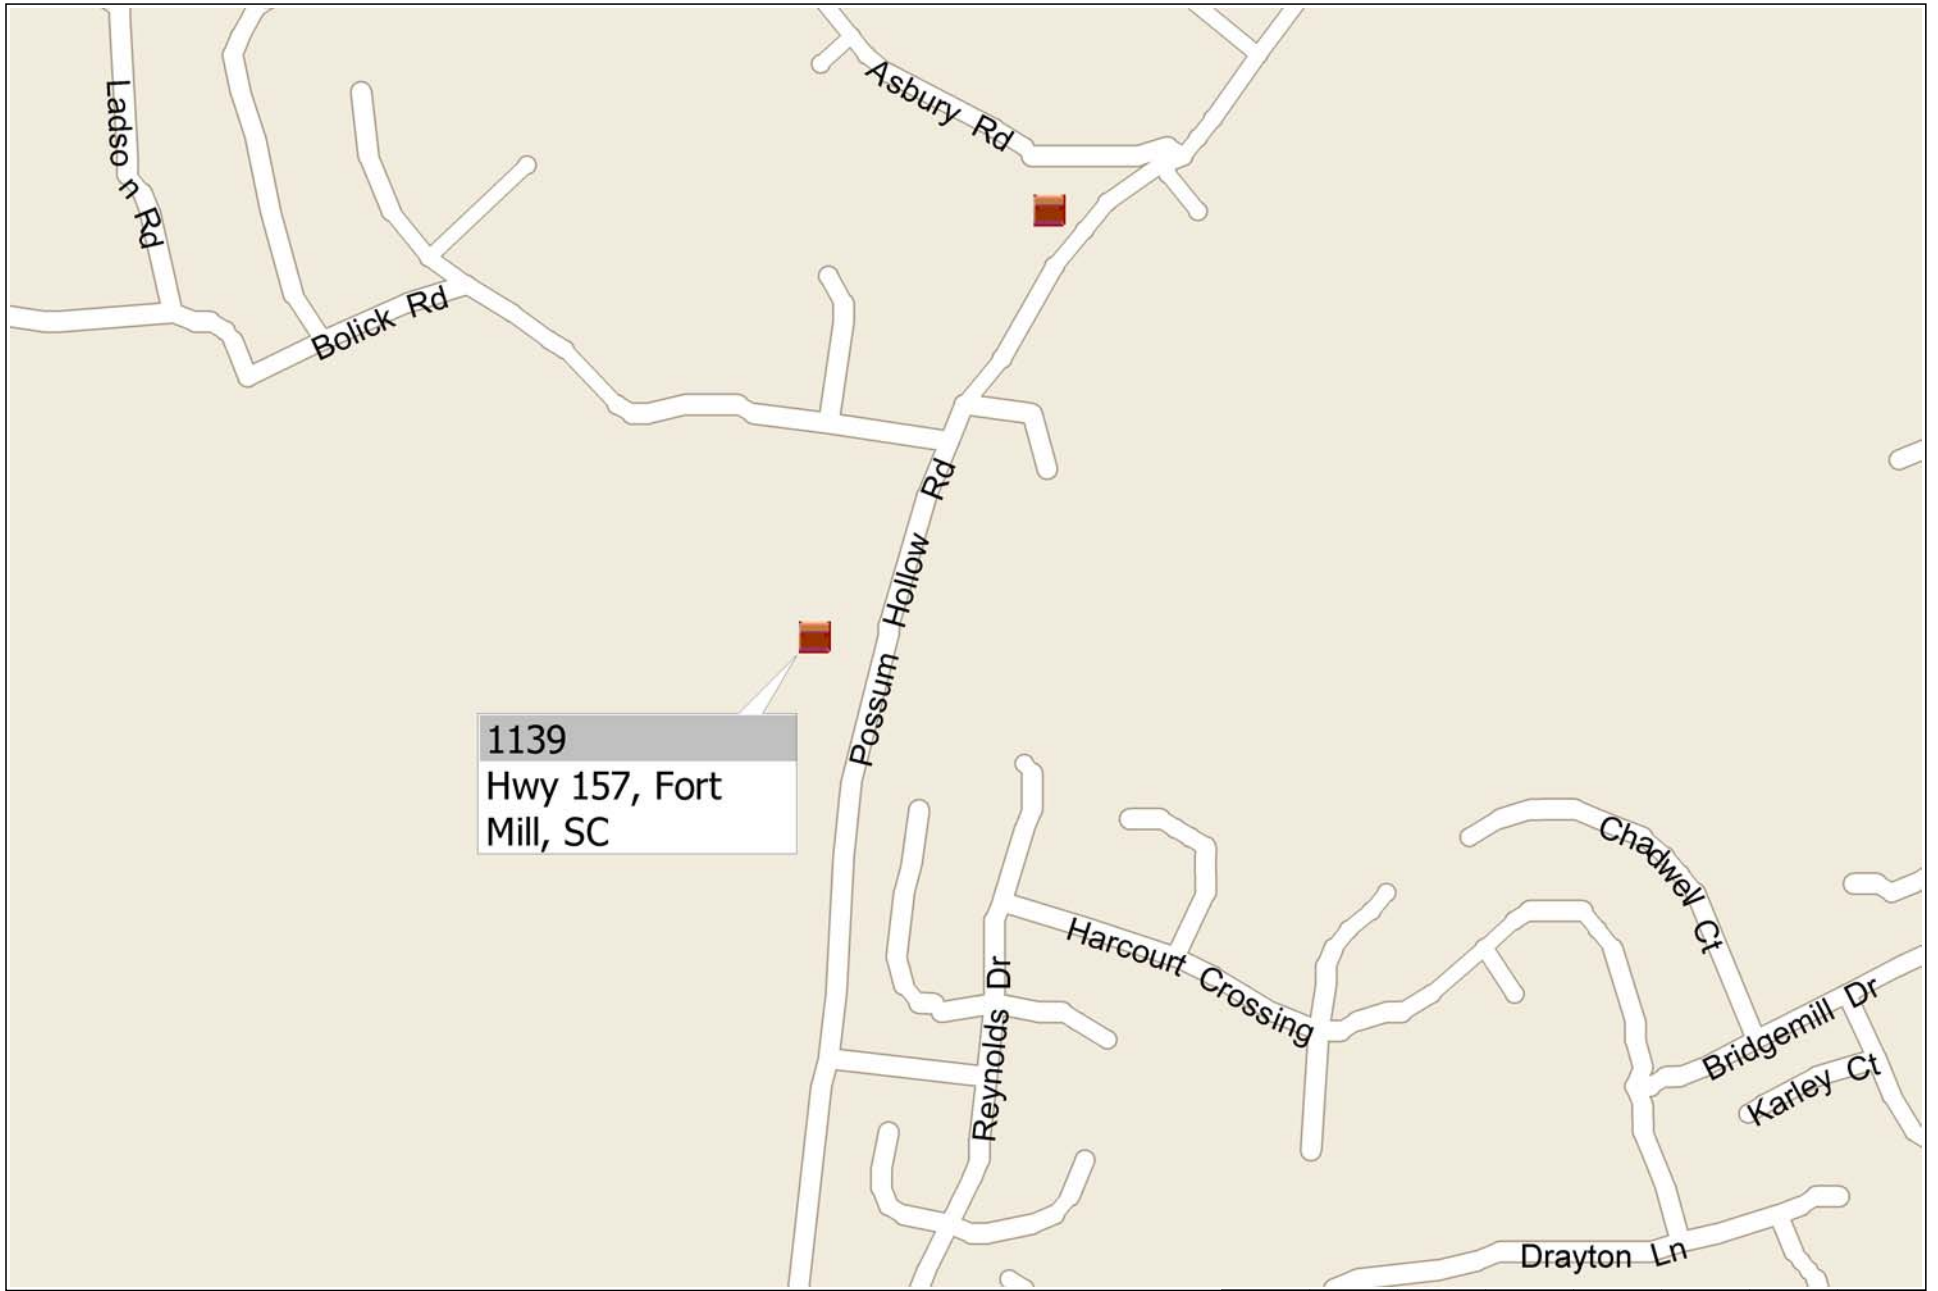 Asbury Rd
Ladson Rd
Bolick Rd
Possum Hollow Rd
1139
Hwy 157, Fort
Mill, SC
Chadwell Ct
Harcourt Crossing
Reynolds Dr
Bridgemill Dr
Karley Ct
Drayton Ln